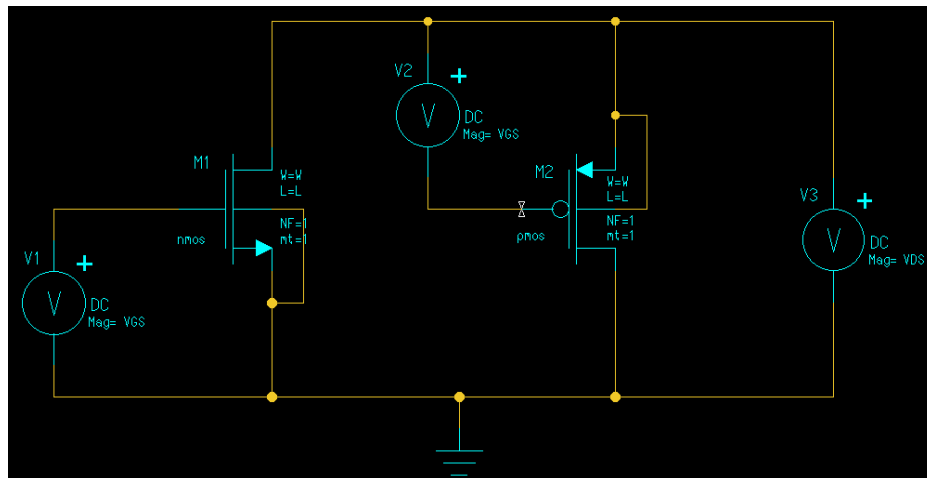 V2
+
V
DC
Mag= VGS
M1
W=W
L=L
NF=1
mt=1
nmos
V1
+
V
DC
Mag= VGS
M2
W=W
L=L
NF=1
mt=1
pmos
V3
+
V
DC
Mag= VDS